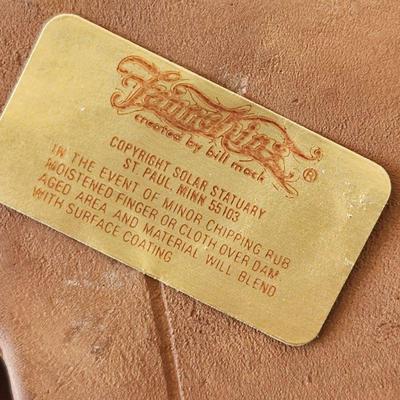 Faunshine ®
created by bill mack
COPYRIGHT SOLAR STATUARY
ST. PAUL, MINN 55103
IN THE EVENT OF MINOR CHIPPING RUB
MOISTENED FINGER OR CLOTH OVER DAM
AGED AREA AND MATERIAL WILL BLEND
WITH SURFACE COATING